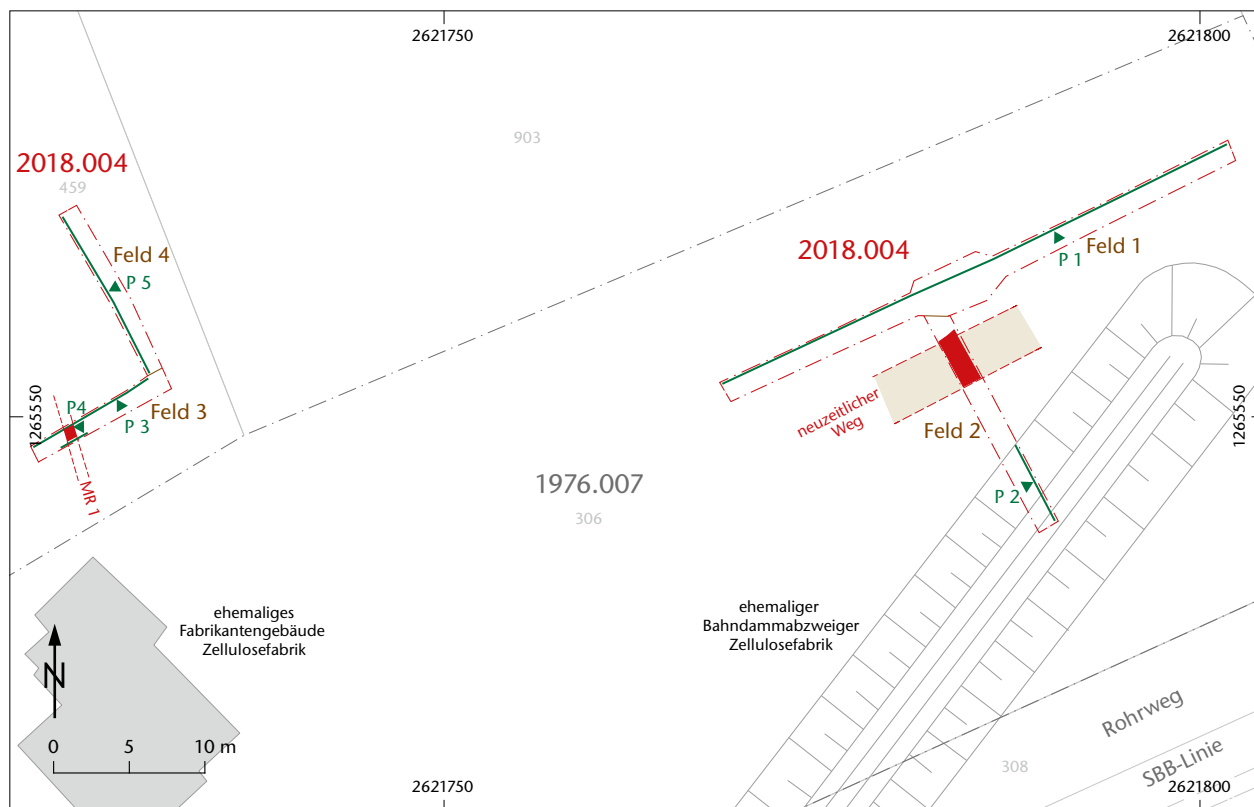 2621750
2621800
903
2018.004
459
Feld 4
P 5
2018.004
P 1
Feld 1
1265550
P4
P 3
Feld 3
MR 1
neuzeitlicher
Weg
Feld 2
1265550
1976.007
306
P 2
ehemaliges
Fabrikantengebäude
Zellulosefabrik
ehemaliger
Bahndammabzweiger
Zellulosefabrik
N
0
5
10 m
Rohrweg
SBB-Linie
308
2621750
2621800